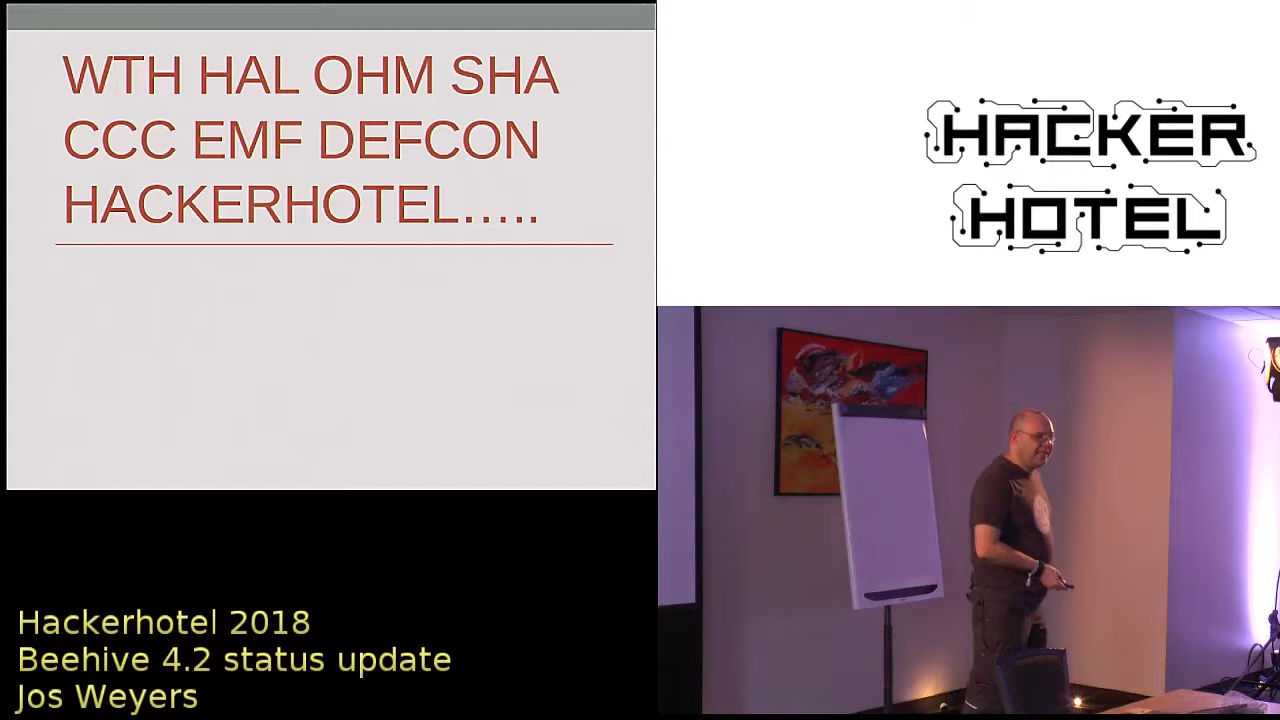 WTH HAL OHM SHA
CCC EMF DEFCON
HACKERHOTEL.....
HACKER
HOTEL
Hackerhotel 2018
Beehive 4.2 status update
Jos Weyers